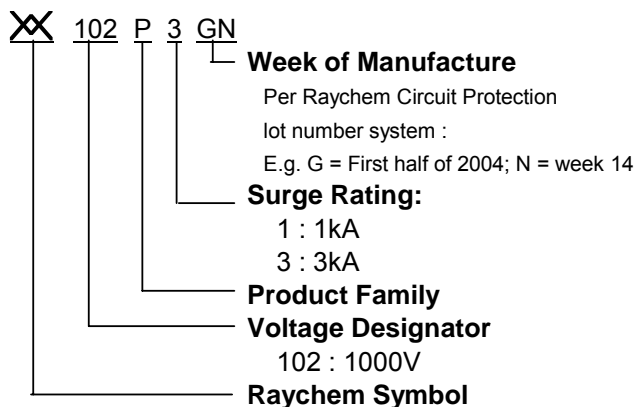 102 P 3 GN
Week of Manufacture
Per Raychem Circuit Protection
lot number system :
E.g. G = First half of 2004; N = week 14
Surge Rating:
1 : 1kA
3 : 3kA
Product Family
Voltage Designator
102 : 1000V
Raychem Symbol